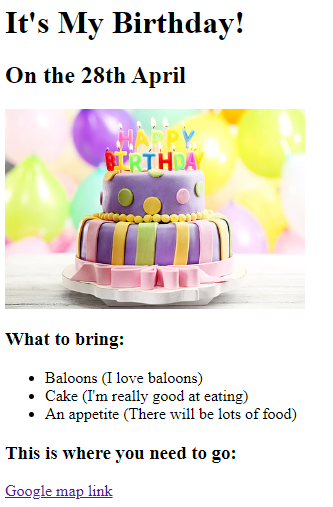 It's My Birthday!
On the 28th April
HAPPY
BIRTHDAY
What to bring:
Baloons (I love baloons)
Cake (I'm really good at eating)
An appetite (There will be lots of food)
This is where you need to go:
Google map link